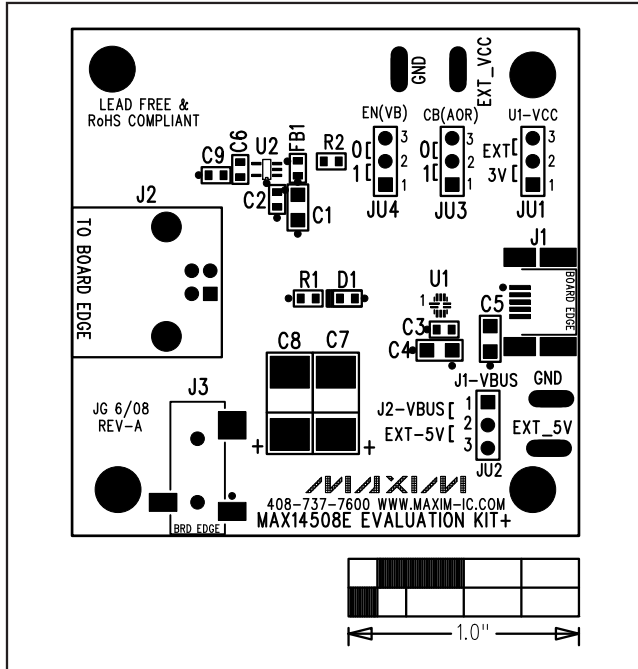 LEAD FREE &
RoHS COMPLIANT
GND
EXT_VCC
EN(VB)
CB(AOR)
U1-VCC
C9
C6
U2
FB1
R2
0[
1[
3
2
1
JU4
0[
1[
3
2
1
JU3
EXT[
3V[
3
2
1
JU1
C2
C1
J2
TO BOARD EDGE
J1
BOARD EDGE
R1
D1
U1
1
C3
C4
C5
C8
C7
J3
JG 6/08
REV-A
+
+
J1-VBUS
J2-VBUS[
EXT-5V[
1
2
3
JU2
GND
EXT_5V
BRD EDGE
MAXIM
408-737-7600 WWW.MAXIM-IC.COM
MAX14508E EVALUATION KIT+
1.0"